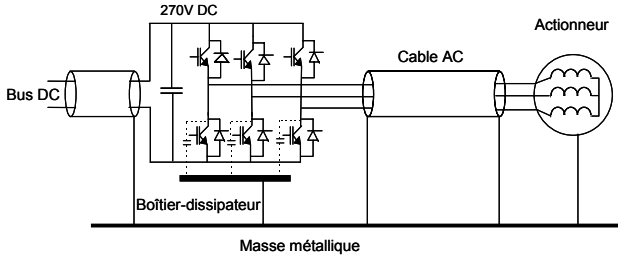 270V DC
Actionneur
Cable AC
Bus DC
Boîtier-dissipateur
Masse métallique